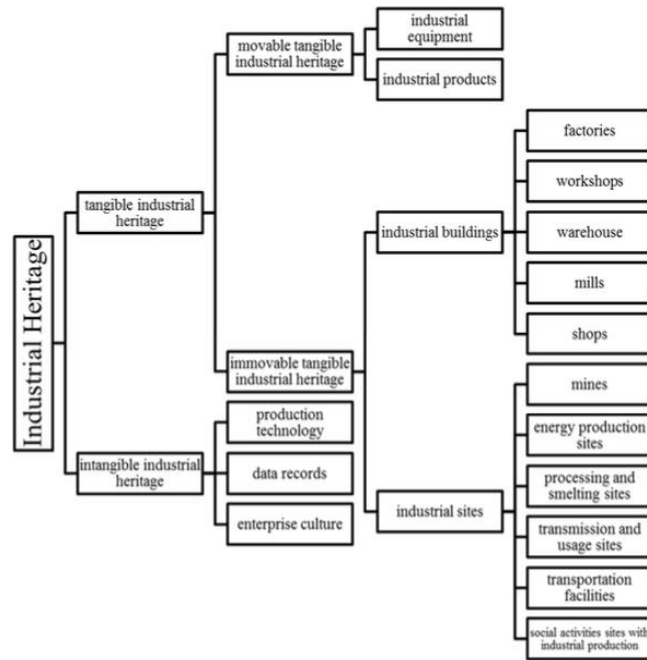 Industrial Heritage
tangible industrial
heritage
intangible industrial
heritage
movable tangible
industrial heritage
immovable tangible
industrial heritage
production
technology
data records
enterprise culture
industrial
equipment
industrial products
industrial buildings
industrial sites
factories
workshops
warehouse
mills
shops
mines
energy production
sites
processing and
smelting sites
transmission and
usage sites
transportation
facilities
social activities sites with
industrial production